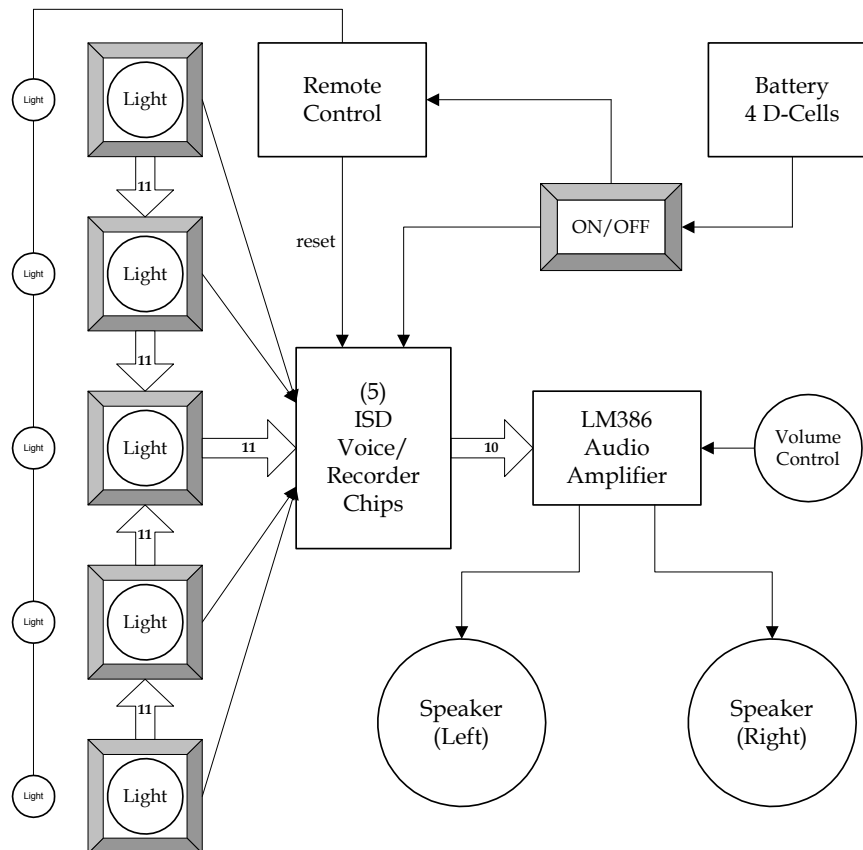 Light
Light
Remote
Control
Battery
4 D-Cells
11
Light
Light
reset
ON/OFF
11
Light
Light
11
(5)
ISD
Voice/
Recorder
Chips
10
LM386
Audio
Amplifier
Volume
Control
11
Light
Light
11
Speaker
(Left)
Speaker
(Right)
Light
Light